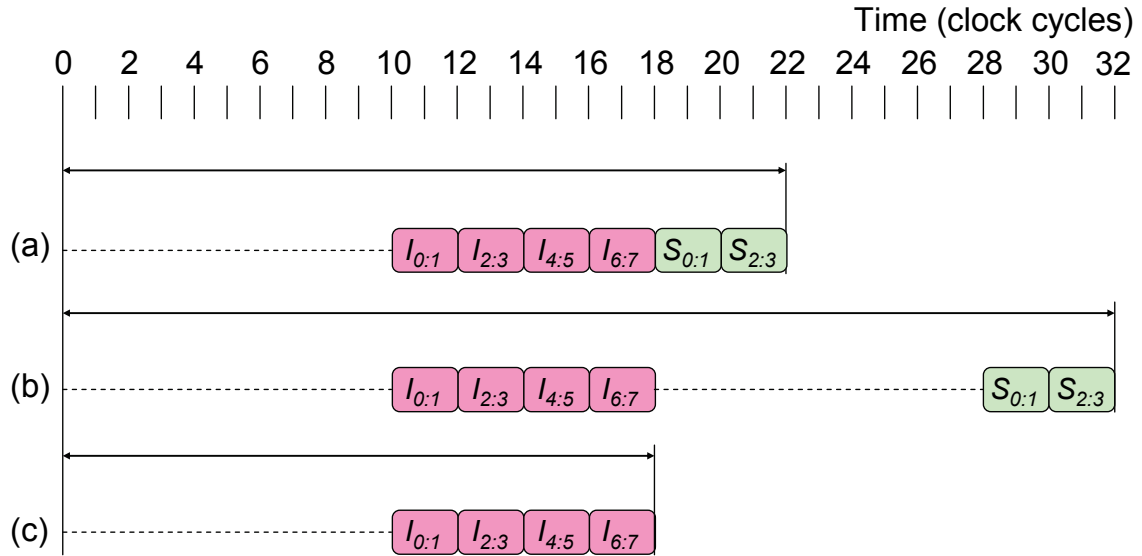 Time (clock cycles)
0 2 4 6 8 10 12 14 16 18 20 22 24 26 28 30 32
(a) I0:1 I2:3 I4:5 I6:7 S0:1 S2:3
(b) I0:1 I2:3 I4:5 I6:7 S0:1 S2:3
(c) I0:1 I2:3 I4:5 I6:7